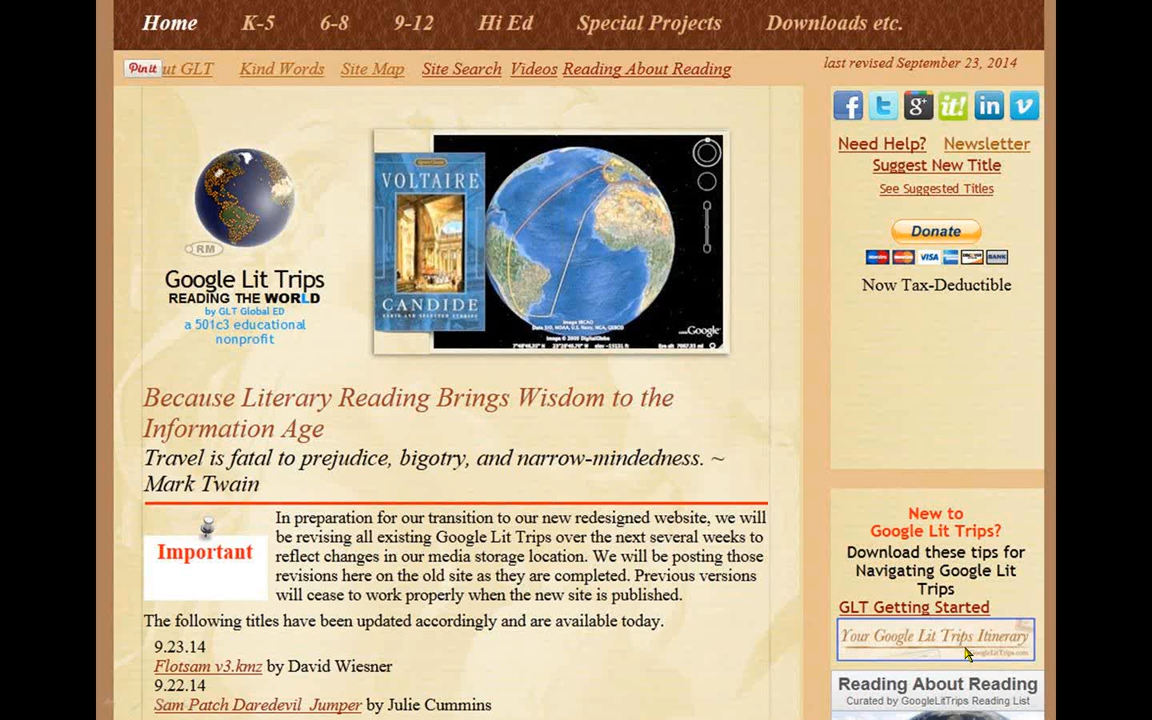 Home K-5 6-8 9-12 Hi Ed Special Projects Downloads etc.
Pin it ut GLT Kind Words Site Map Site Search Videos Reading About Reading
last revised September 23, 2014
VOLTAIRE
CANDIDE
Google
RM
Google Lit Trips
READING THE WORLD
by GLT Global ED
a 501c3 educational
nonprofit
Because Literary Reading Brings Wisdom to the
Information Age
Travel is fatal to prejudice, bigotry, and narrow-mindedness. ~
Mark Twain
Important
In preparation for our transition to our new redesigned website, we will
be revising all existing Google Lit Trips over the next several weeks to
reflect changes in our media storage location. We will be posting those
revisions here on the old site as they are completed. Previous versions
will cease to work properly when the new site is published.
The following titles have been updated accordingly and are available today.
9.23.14
Flotsam v3.kmz by David Wiesner
9.22.14
Sam Patch Daredevil Jumper by Julie Cummins
f t g+ it! in v
Need Help? Newsletter
Suggest New Title
See Suggested Titles
Donate
VISA BANK
Now Tax-Deductible
New to
Google Lit Trips?
Download these tips for
Navigating Google Lit
Trips
GLT Getting Started
Your Google Lit Trips Itinerary
Reading About Reading
Curated by GoogleLitTrips Reading List